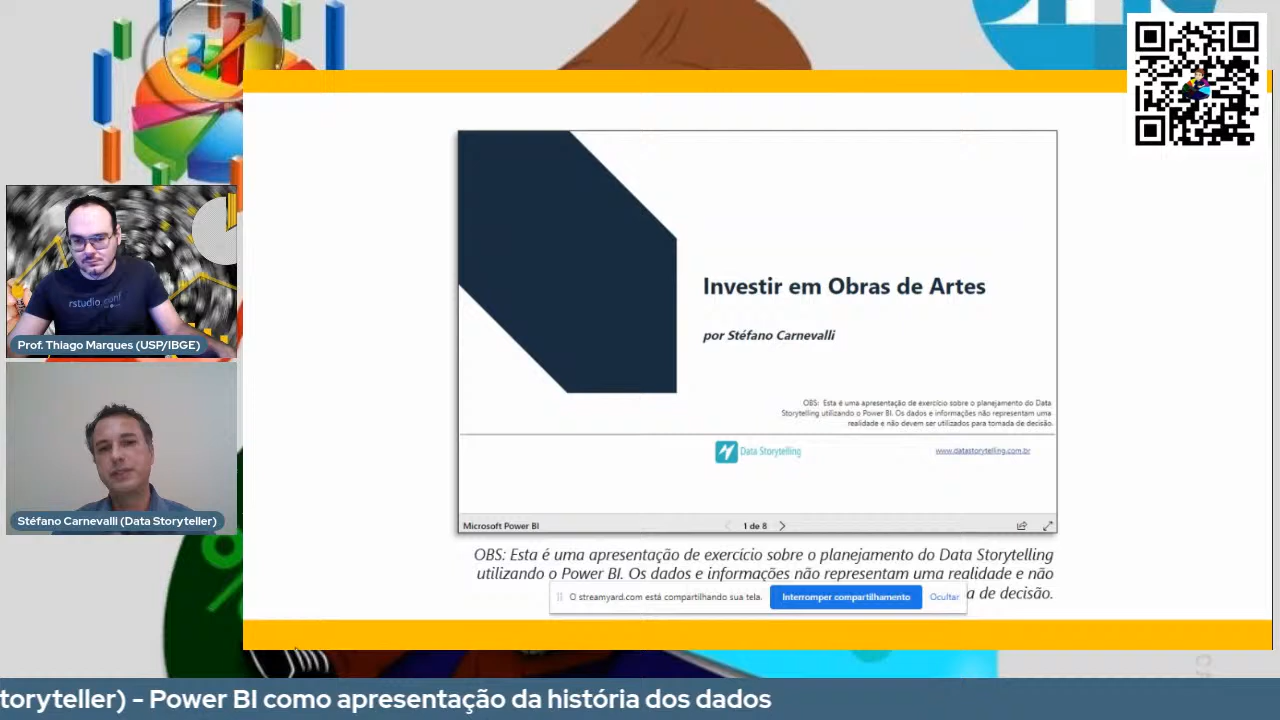 rstudio.conf
Prof. Thiago Marques (USP/IBGE)
Stéfano Carnevalli (Data Storyteller)
Investir em Obras de Artes
por Stéfano Carnevalli
OBS: Esta é uma apresentação de exercício sobre o planejamento do Data
Storytelling utilizando o Power BI. Os dados e informações não representam uma
realidade e não devem ser utilizados para tomada de decisão.
Data Storytelling
www.datastorytelling.com.br
Microsoft Power BI
1 de 8
OBS: Esta é uma apresentação de exercício sobre o planejamento do Data Storytelling
utilizando o Power BI. Os dados e informações não representam uma realidade e não
a de decisão.
O streamyard.com está compartilhando sua tela.
Interromper compartilhamento
Ocultar
toryteller) - Power BI como apresentação da história dos dados